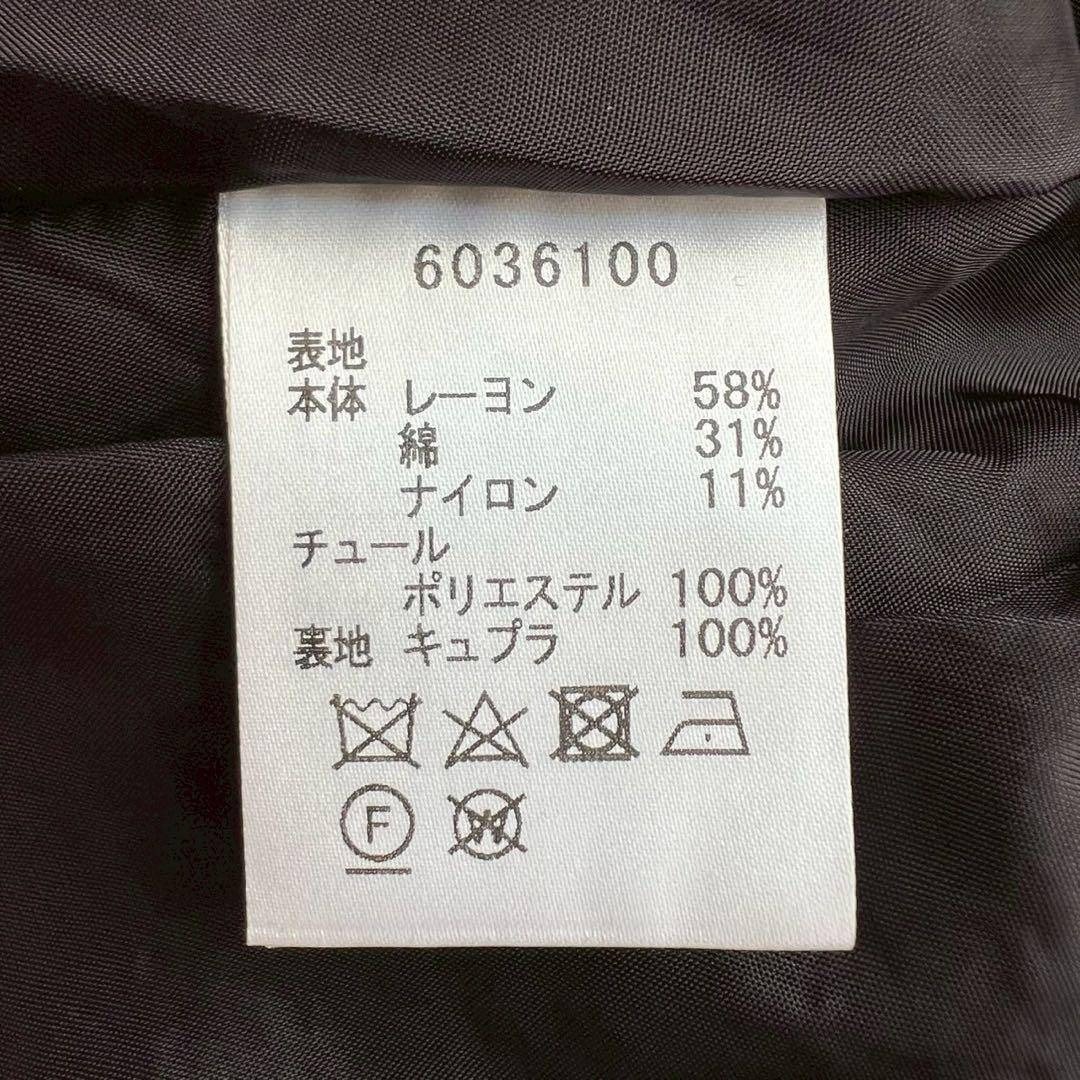 6036100
表地
本体 レーヨン 58%
綿 31%
ナイロン 11%
チュール
ポリエステル 100%
裏地 キュプラ 100%
F W